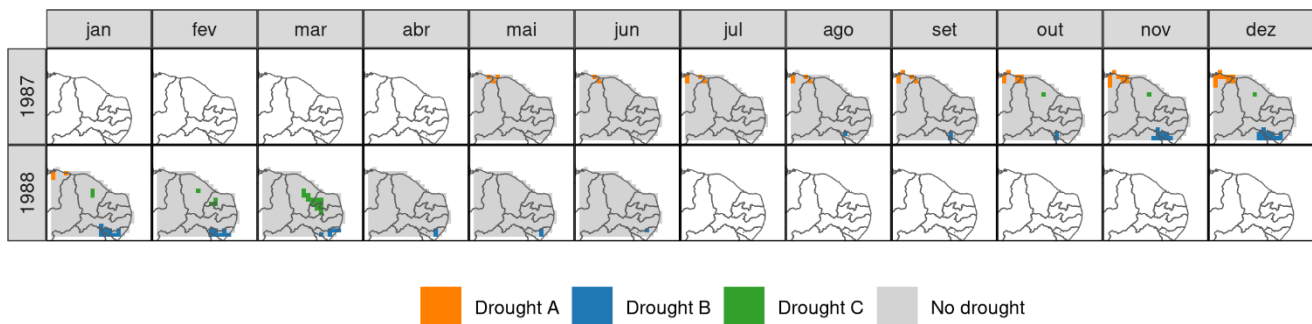 jan fev mar abr mai jun jul ago set out nov dez
1987
1988
Drought A Drought B Drought C No drought